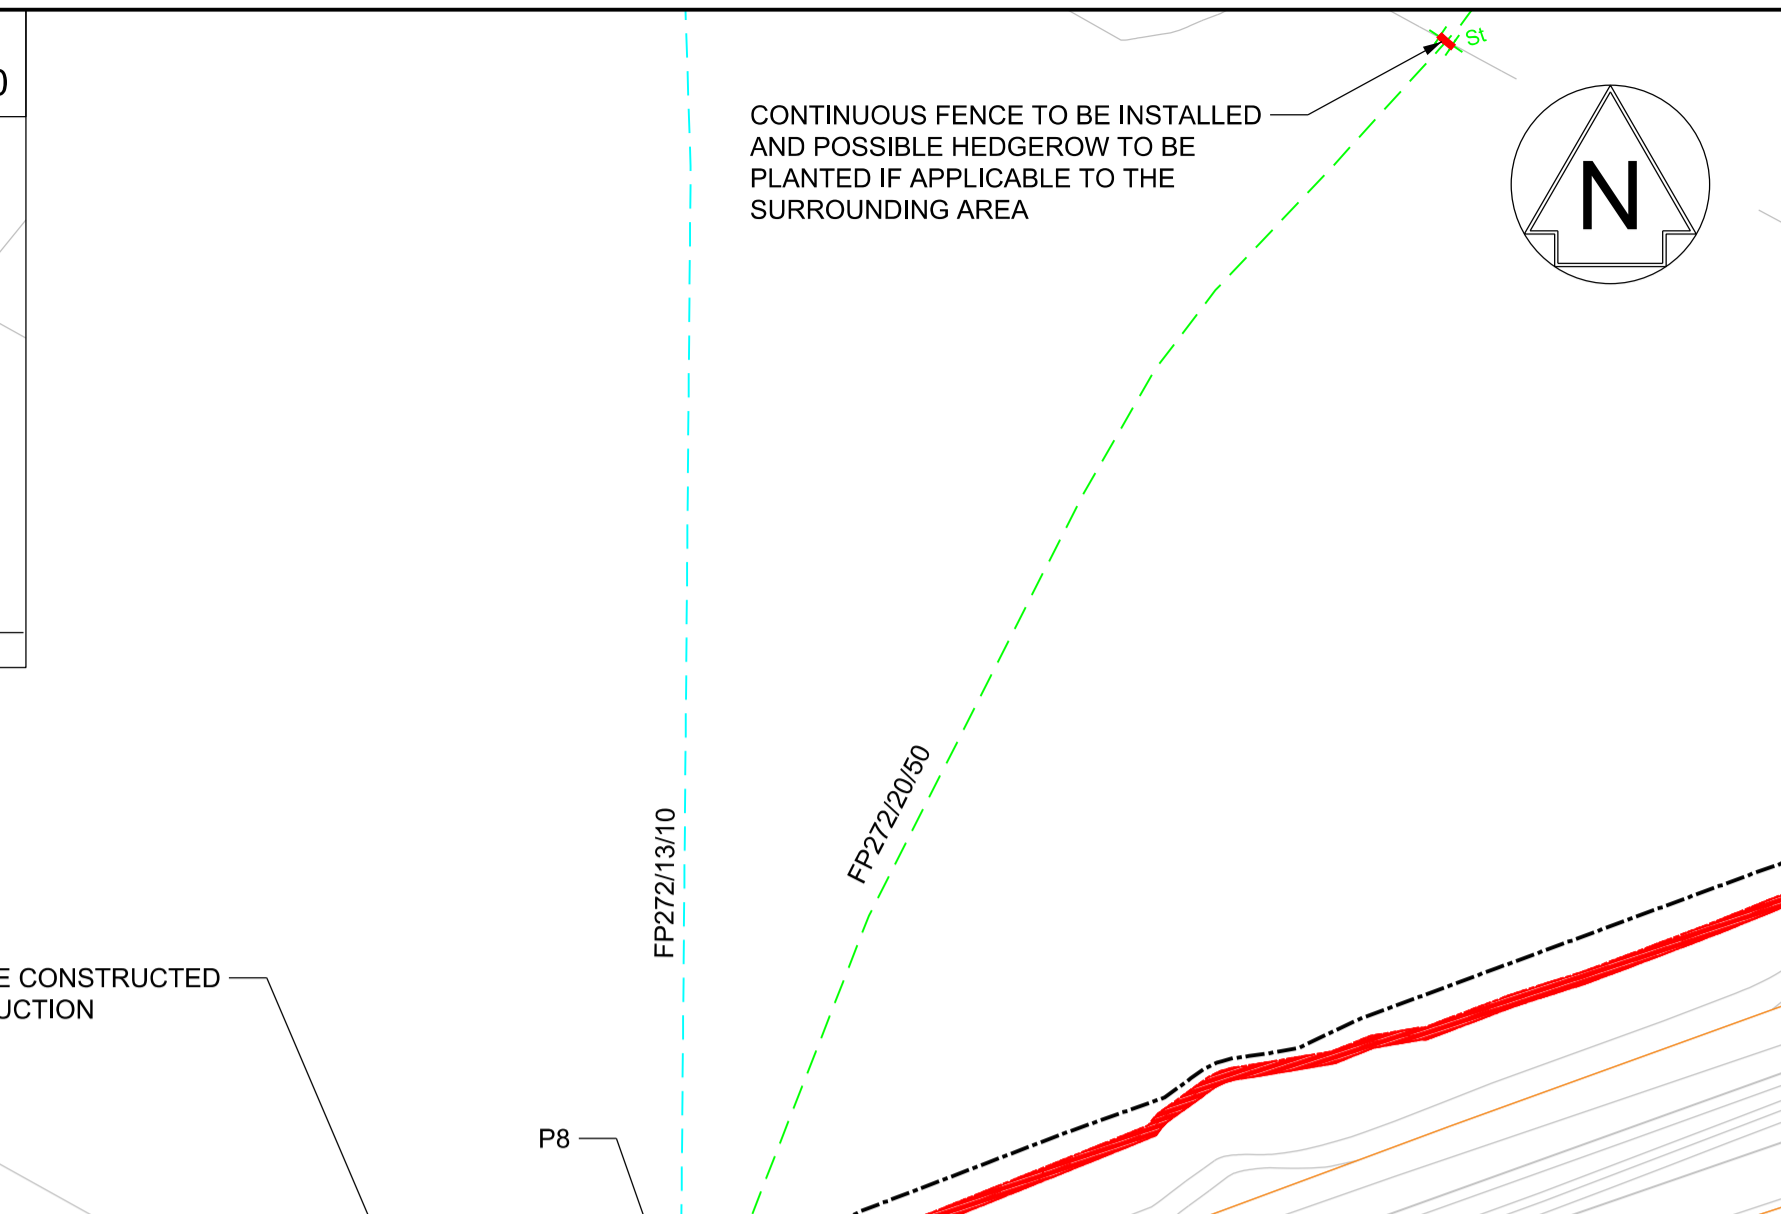 CONTINUOUS FENCE TO BE INSTALLED
AND POSSIBLE HEDGEROW TO BE
PLANTED IF APPLICABLE TO THE
SURROUNDING AREA
St
N
FP272/13/10
FP272/20/50
E CONSTRUCTED
UCTION
P8